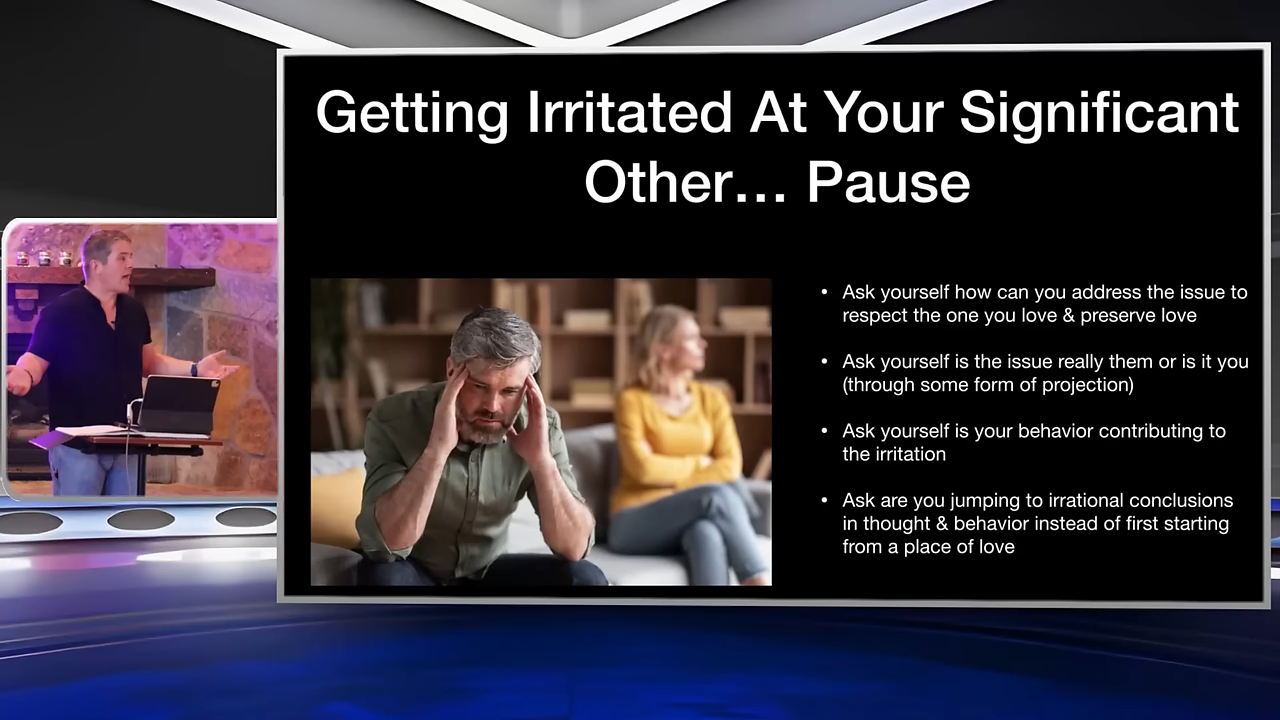 Getting Irritated At Your Significant
Other... Pause
• Ask yourself how can you address the issue to
respect the one you love & preserve love
• Ask yourself is the issue really them or is it you
(through some form of projection)
• Ask yourself is your behavior contributing to
the irritation
• Ask are you jumping to irrational conclusions
in thought & behavior instead of first starting
from a place of love